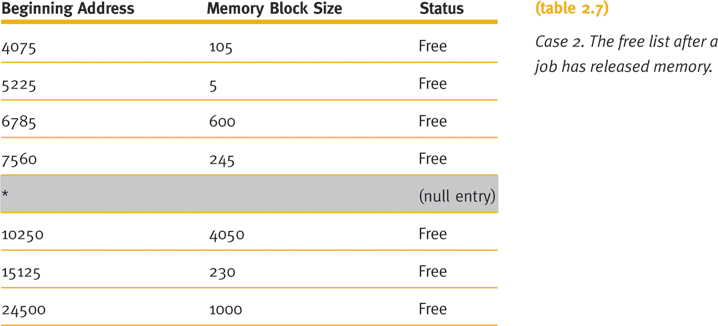 Beginning Address Memory Block Size Status
4075 105 Free
5225 5 Free
6785 600 Free
7560 245 Free
* (null entry)
10250 4050 Free
15125 230 Free
24500 1000 Free
(table 2.7)
Case 2. The free list after a
job has released memory.